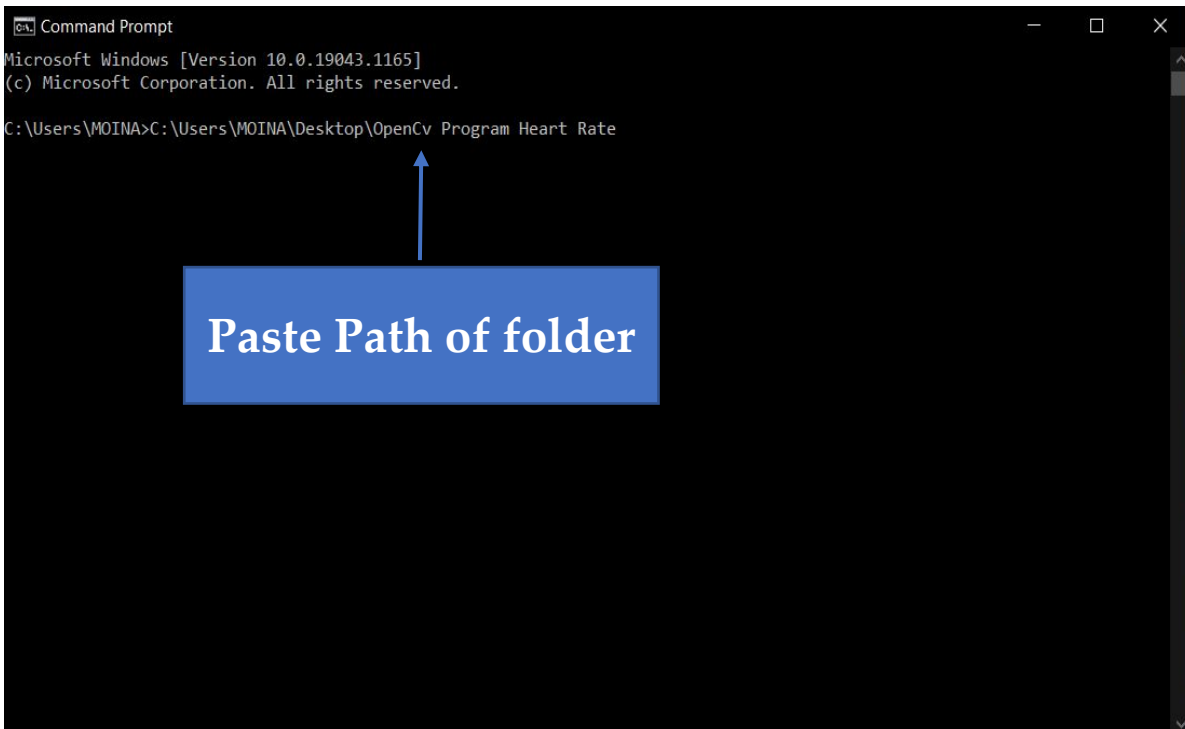 Command Prompt
Microsoft Windows [Version 10.0.19043.1165]
(c) Microsoft Corporation. All rights reserved.
C:\Users\MOINA>C:\Users\MOINA\Desktop\OpenCv Program Heart Rate
Paste Path of folder